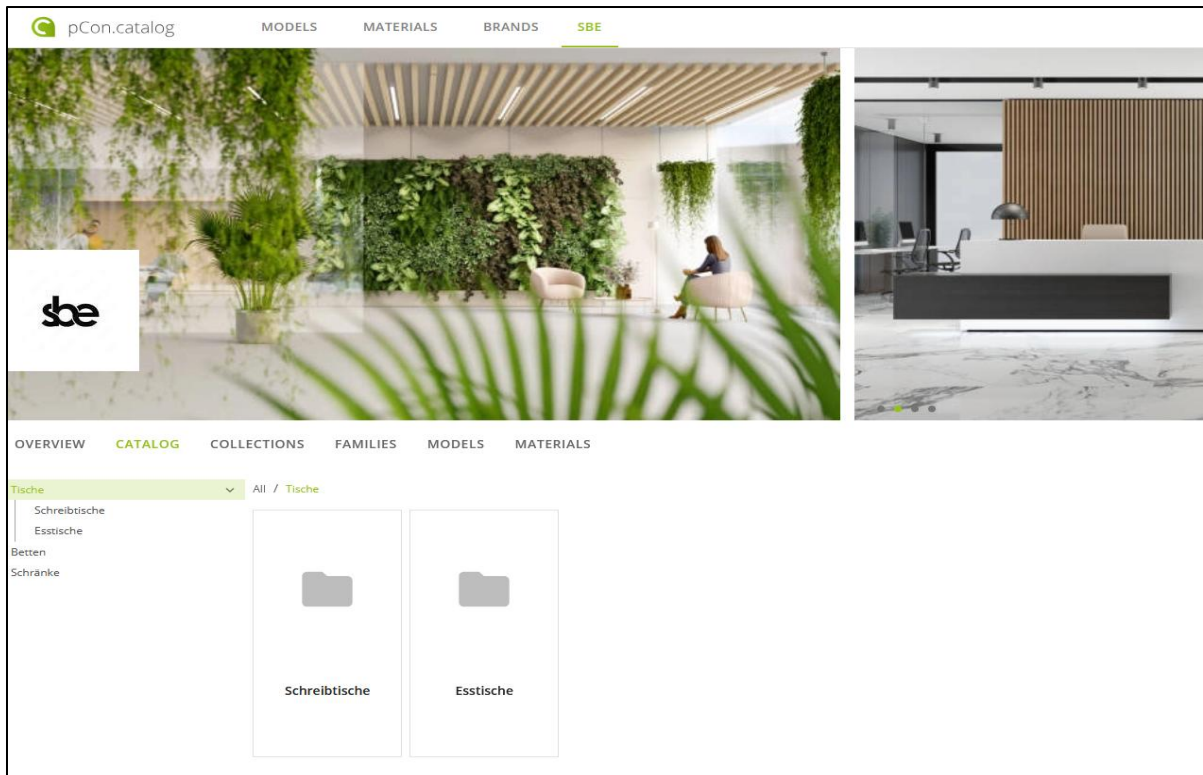 pCon.catalog MODELS MATERIALS BRANDS SBE
sbe
OVERVIEW CATALOG COLLECTIONS FAMILIES MODELS MATERIALS
Tische
Schreibtische
Esstische
Betten
Schränke
All / Tische
Schreibtische Esstische